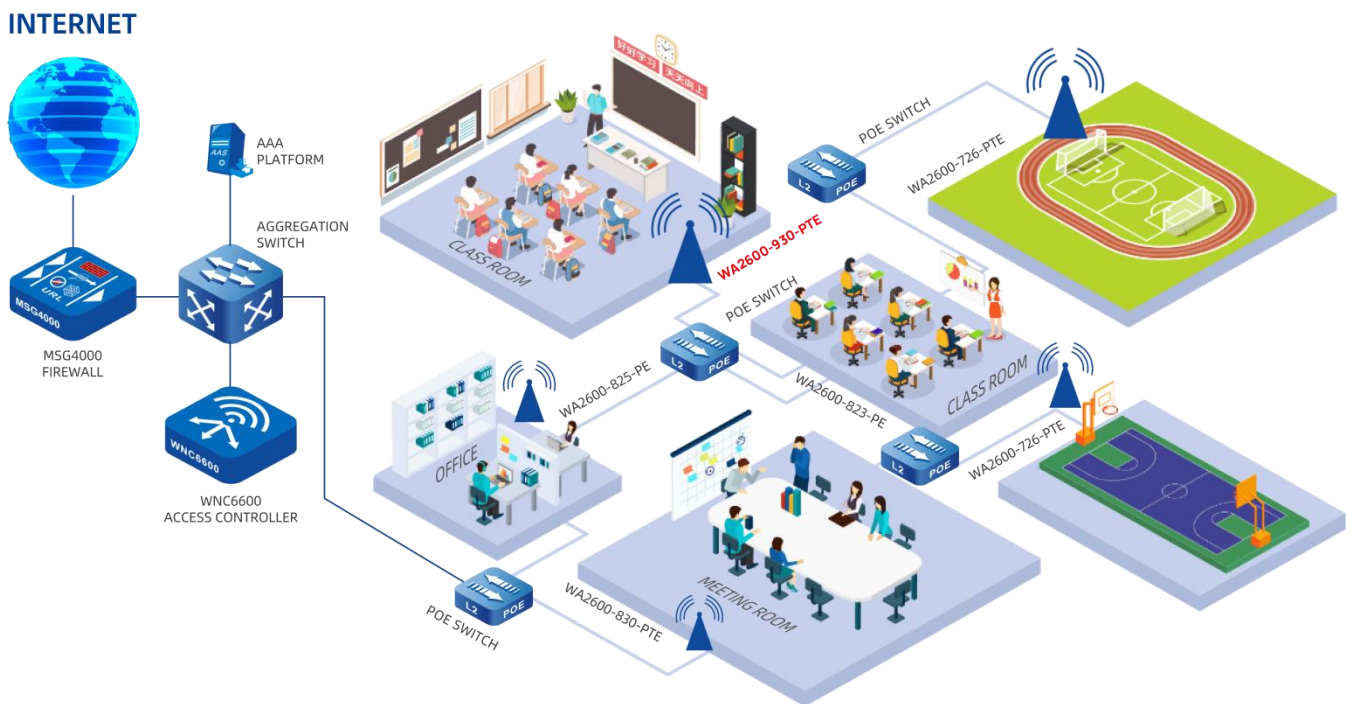 INTERNET
AAS
AAA
PLATFORM
AGGREGATION
SWITCH
URL
MSG4000
MSG4000
FIREWALL
WNC6600
WNC6600
ACCESS CONTROLLER
好好学习
天天向上
CLASS ROOM
WA2600-930-PTE
POE SWITCH
L2 POE
WA2600-726-PTE
POE SWITCH
L2 POE
CLASS ROOM
WA2600-825-PE
WA2600-823-PE
OFFICE
L2 POE
WA2600-726-PTE
MEETING ROOM
L2 POE
POE SWITCH
WA2600-830-PTE